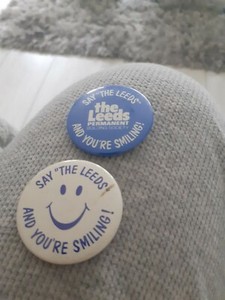 SAY "THE LEEDS"
the
Leeds
PERMANENT
BUILDING SOCIETY
AND YOU'RE SMILING!
SAY "THE LEEDS"
AND YOU'RE SMILING!